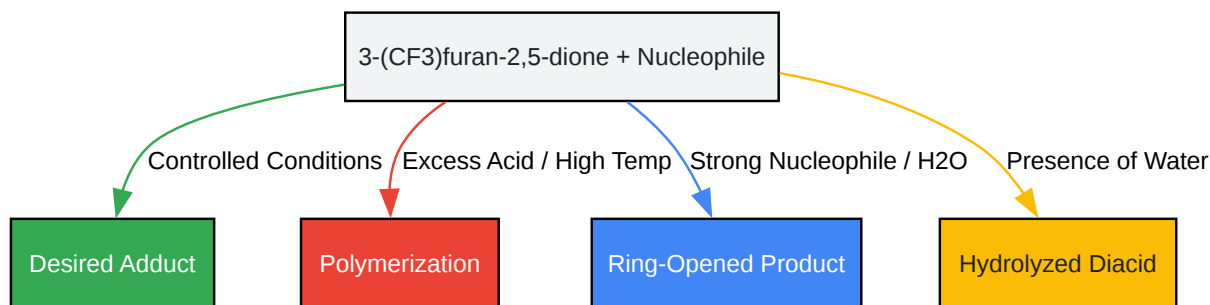 3-(CF3)furan-2,5-dione + Nucleophile
Controlled Conditions
Excess Acid / High Temp
Strong Nucleophile / H2O
Presence of Water
Desired Adduct
Polymerization
Ring-Opened Product
Hydrolyzed Diacid